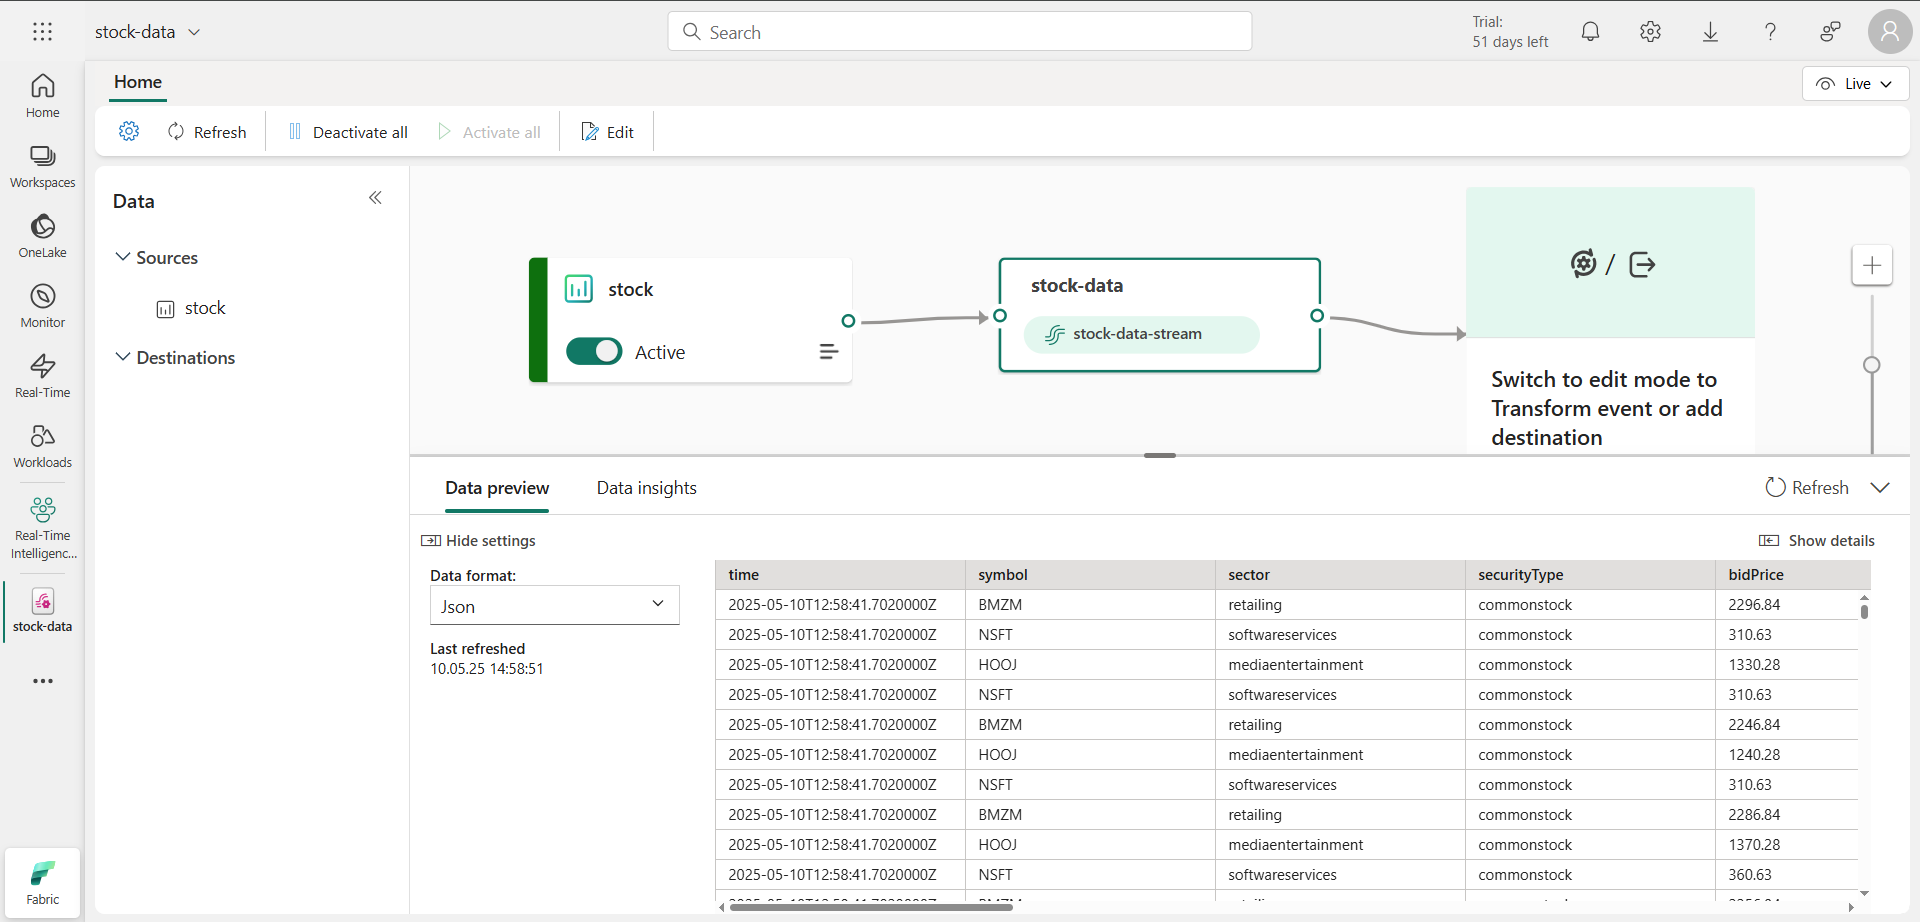 stock-data
Search
Trial:
51 days left
Home
Live
Refresh
Deactivate all
Activate all
Edit
Home
Workspaces
OneLake
Monitor
Real-Time
Workloads
Real-Time
Intelligenc...
stock-data
Fabric
Data
Sources
stock
Destinations
stock
Active
stock-data
stock-data-stream
Switch to edit mode to
Transform event or add
destination
Data preview
Data insights
Refresh
Hide settings
Show details
Data format:
Json
Last refreshed
10.05.25 14:58:51
time symbol sector securityType bidPrice
2025-05-10T12:58:41.7020000Z BMZM retailing commonstock 2296.84
2025-05-10T12:58:41.7020000Z NSFT softwareservices commonstock 310.63
2025-05-10T12:58:41.7020000Z HOOJ mediaentertainment commonstock 1330.28
2025-05-10T12:58:41.7020000Z NSFT softwareservices commonstock 310.63
2025-05-10T12:58:41.7020000Z BMZM retailing commonstock 2246.84
2025-05-10T12:58:41.7020000Z HOOJ mediaentertainment commonstock 1240.28
2025-05-10T12:58:41.7020000Z NSFT softwareservices commonstock 310.63
2025-05-10T12:58:41.7020000Z BMZM retailing commonstock 2286.84
2025-05-10T12:58:41.7020000Z HOOJ mediaentertainment commonstock 1370.28
2025-05-10T12:58:41.7020000Z NSFT softwareservices commonstock 360.63